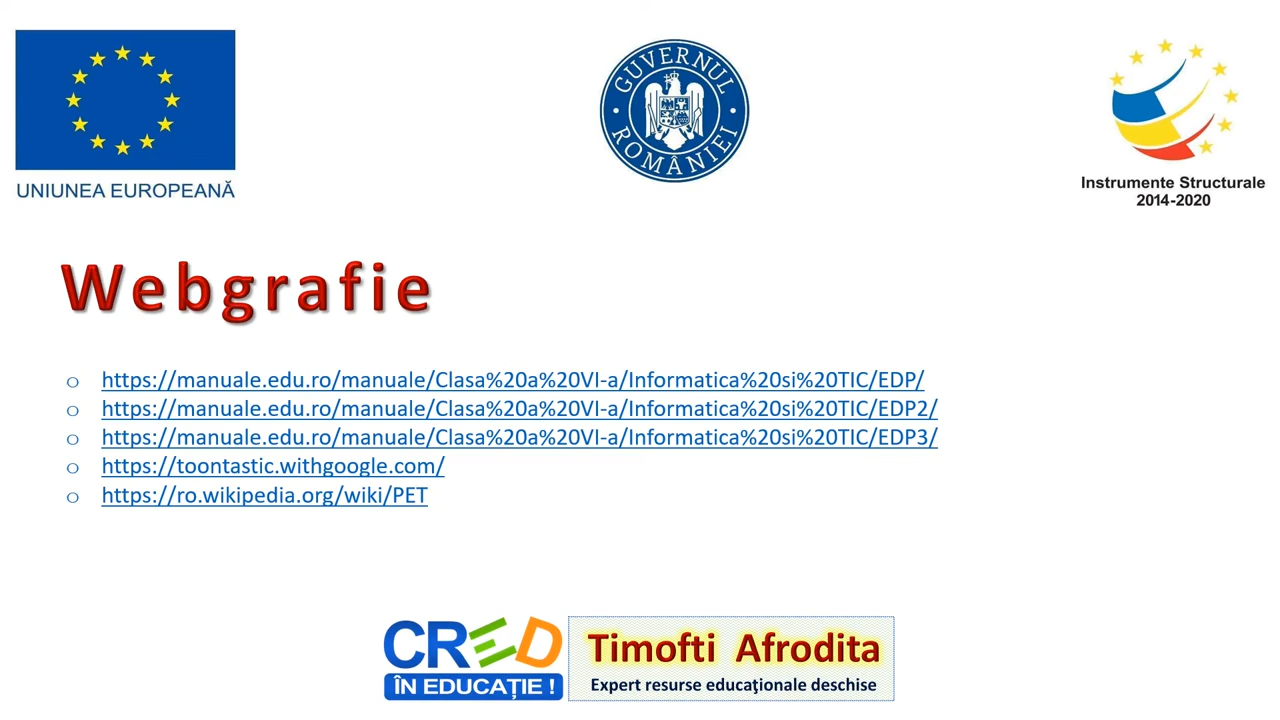 UNIUNEA EUROPEANĂ
GUVERNUL ROMÂNIEI
Instrumente Structurale
2014-2020
Webgrafie
https://manuale.edu.ro/manuale/Clasa%20a%20VI-a/Informatica%20si%20TIC/EDP/
https://manuale.edu.ro/manuale/Clasa%20a%20VI-a/Informatica%20si%20TIC/EDP2/
https://manuale.edu.ro/manuale/Clasa%20a%20VI-a/Informatica%20si%20TIC/EDP3/
https://toontastic.withgoogle.com/
https://ro.wikipedia.org/wiki/PET
CRED
ÎN EDUCAȚIE !
Timofti Afrodita
Expert resurse educaţionale deschise